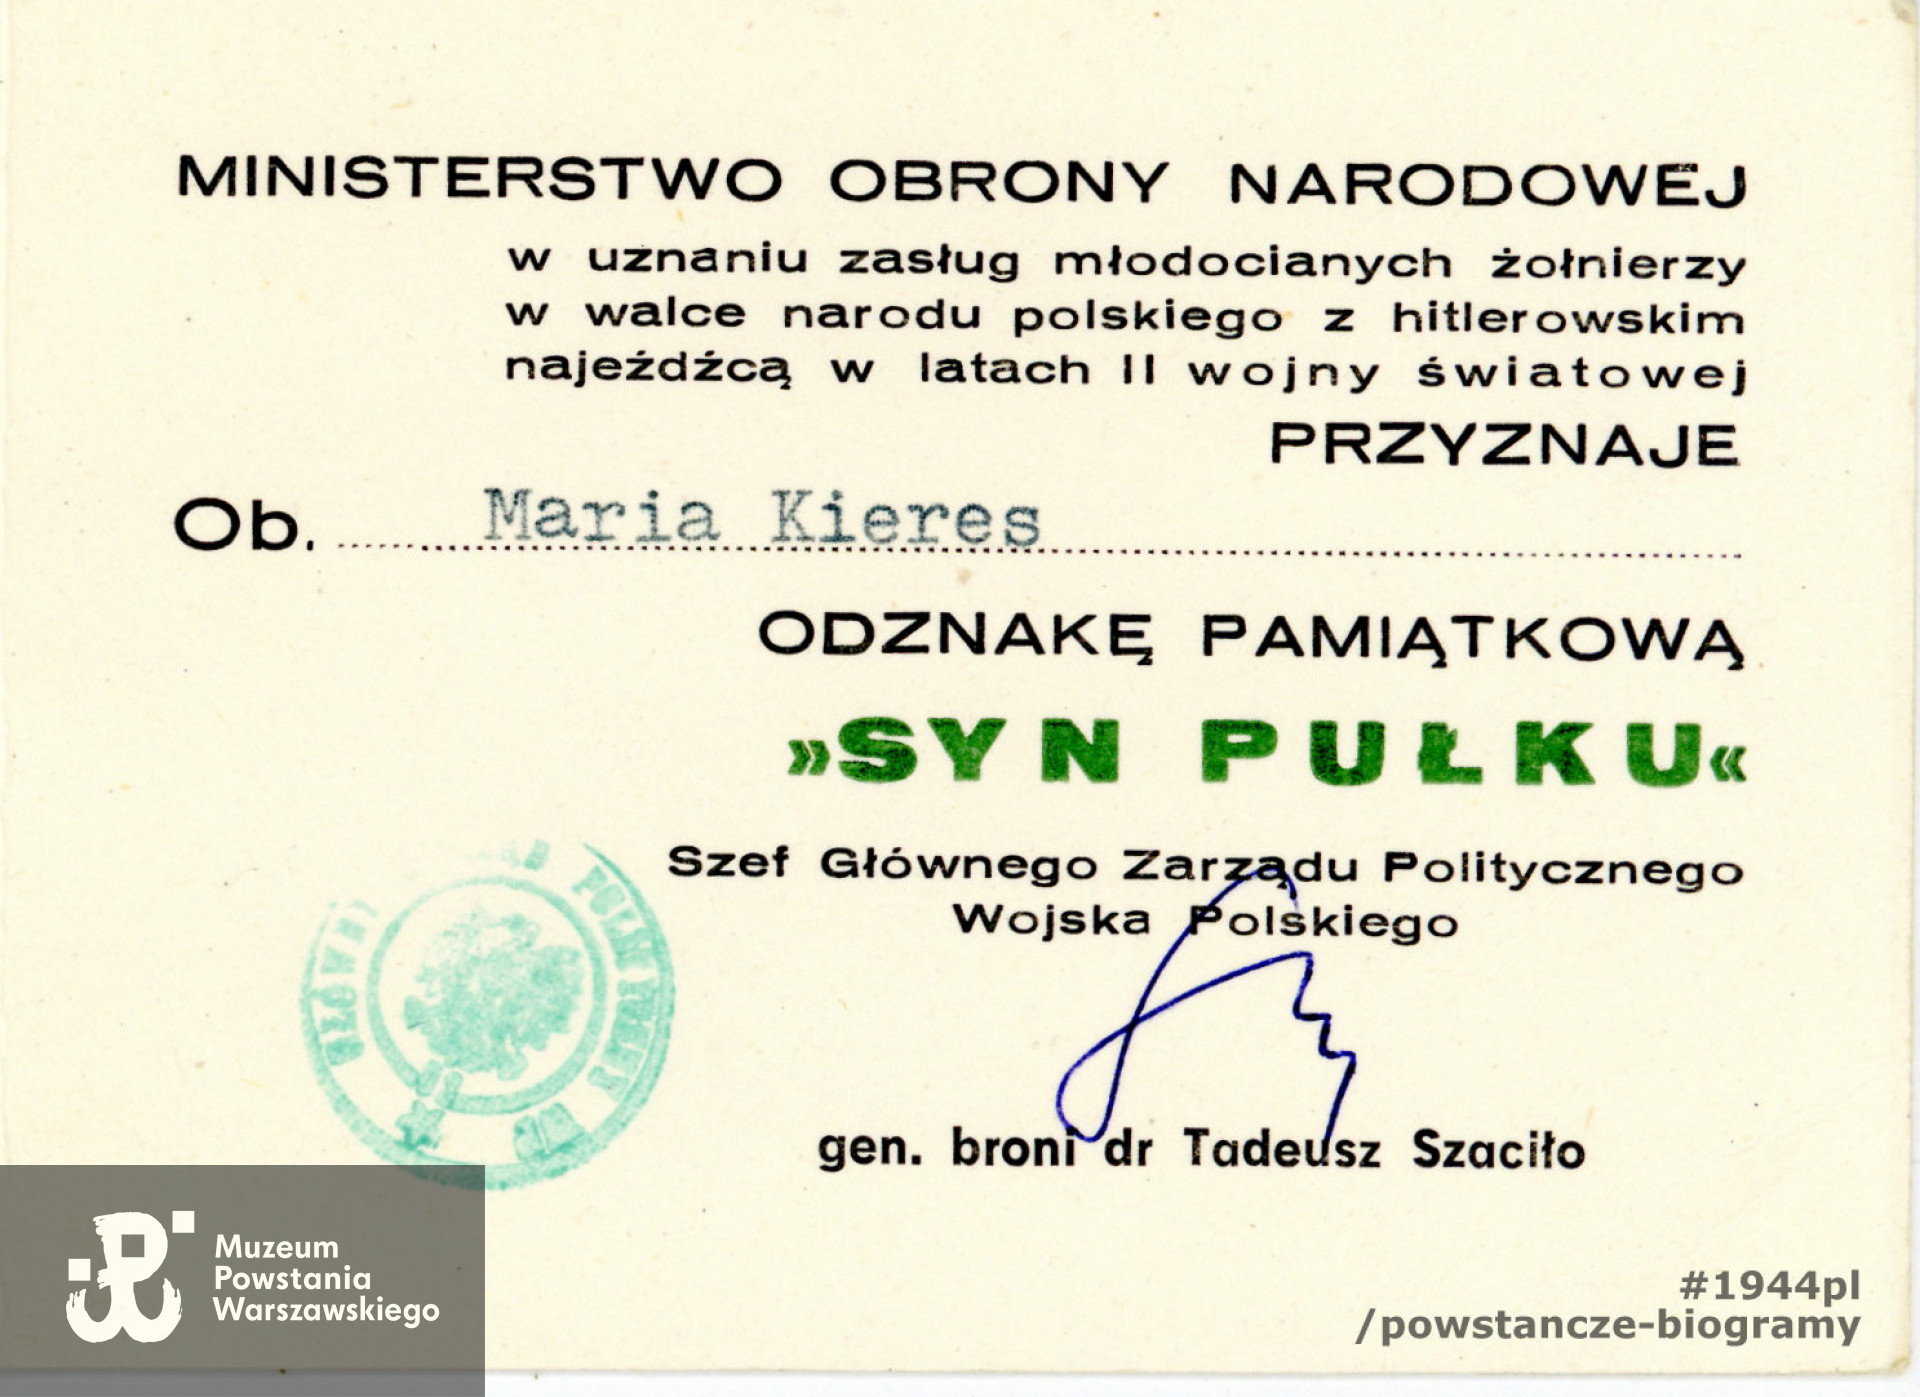 MINISTERSTWO OBRONY NARODOWEJ
w uznaniu zasług młodocianych żołnierzy
w walce narodu polskiego z hitlerowskim
najeźdźcą w latach II wojny światowej
PRZYZNAJE
Ob. Maria Kieres
ODZNAKĘ PAMIĄTKOWĄ
»SYN PUŁKU«
Szef Głównego Zarządu Politycznego
Wojska Polskiego
gen. broni dr Tadeusz Szaciło
Muzeum
Powstania
Warszawskiego
#1944pl
/powstancze-biogramy